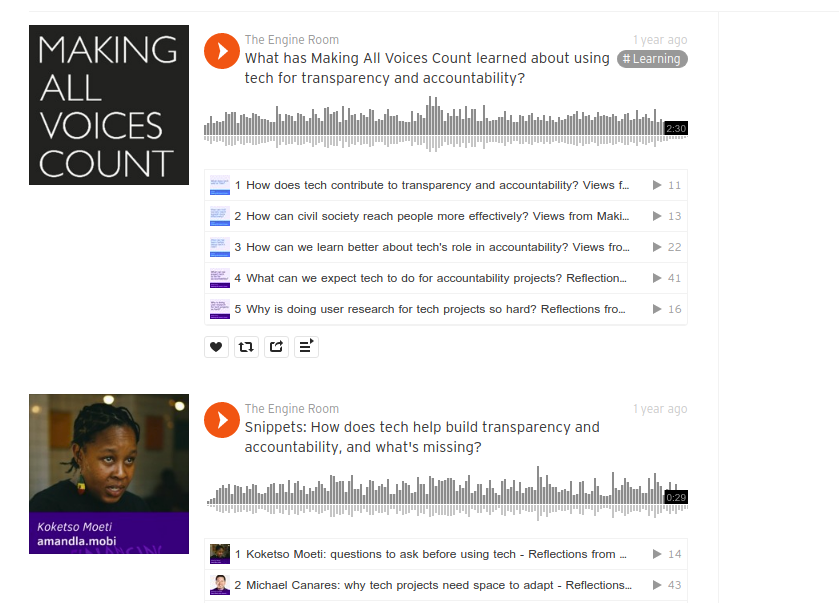 MAKING
ALL
VOICES
COUNT
The Engine Room
1 year ago
What has Making All Voices Count learned about using
# Learning
tech for transparency and accountability?
2:30
1 How does tech contribute to transparency and accountability? Views f... 11
2 How can civil society reach people more effectively? Views from Maki... 13
3 How can we learn better about tech's role in accountability? Views fro... 22
4 What can we expect tech to do for accountability projects? Reflection... 41
5 Why is doing user research for tech projects so hard? Reflections fro... 16
The Engine Room
1 year ago
Snippets: How does tech help build transparency and
accountability, and what's missing?
0:29
Koketso Moeti
amandla.mobi
1 Koketso Moeti: questions to ask before using tech - Reflections from ... 14
2 Michael Canares: why tech projects need space to adapt - Reflections... 43